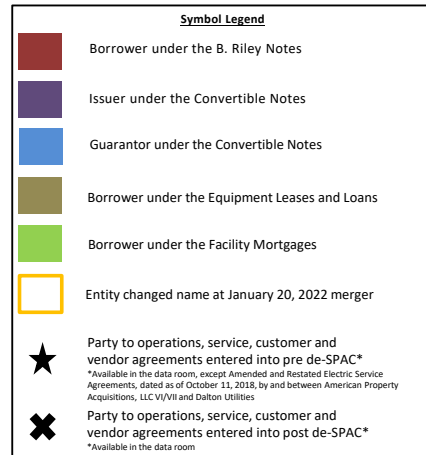 Symbol Legend
Borrower under the B. Riley Notes
Issuer under the Convertible Notes
Guarantor under the Convertible Notes
Borrower under the Equipment Leases and Loans
Borrower under the Facility Mortgages
Entity changed name at January 20, 2022 merger
Party to operations, service, customer and
vendor agreements entered into pre de-SPAC*
*Available in the data room, except Amended and Restated Electric Service
Agreements, dated as of October 11, 2018, by and between American Property
Acquisitions, LLC VI/VII and Dalton Utilities
Party to operations, service, customer and
vendor agreements entered into post de-SPAC*
*Available in the data room